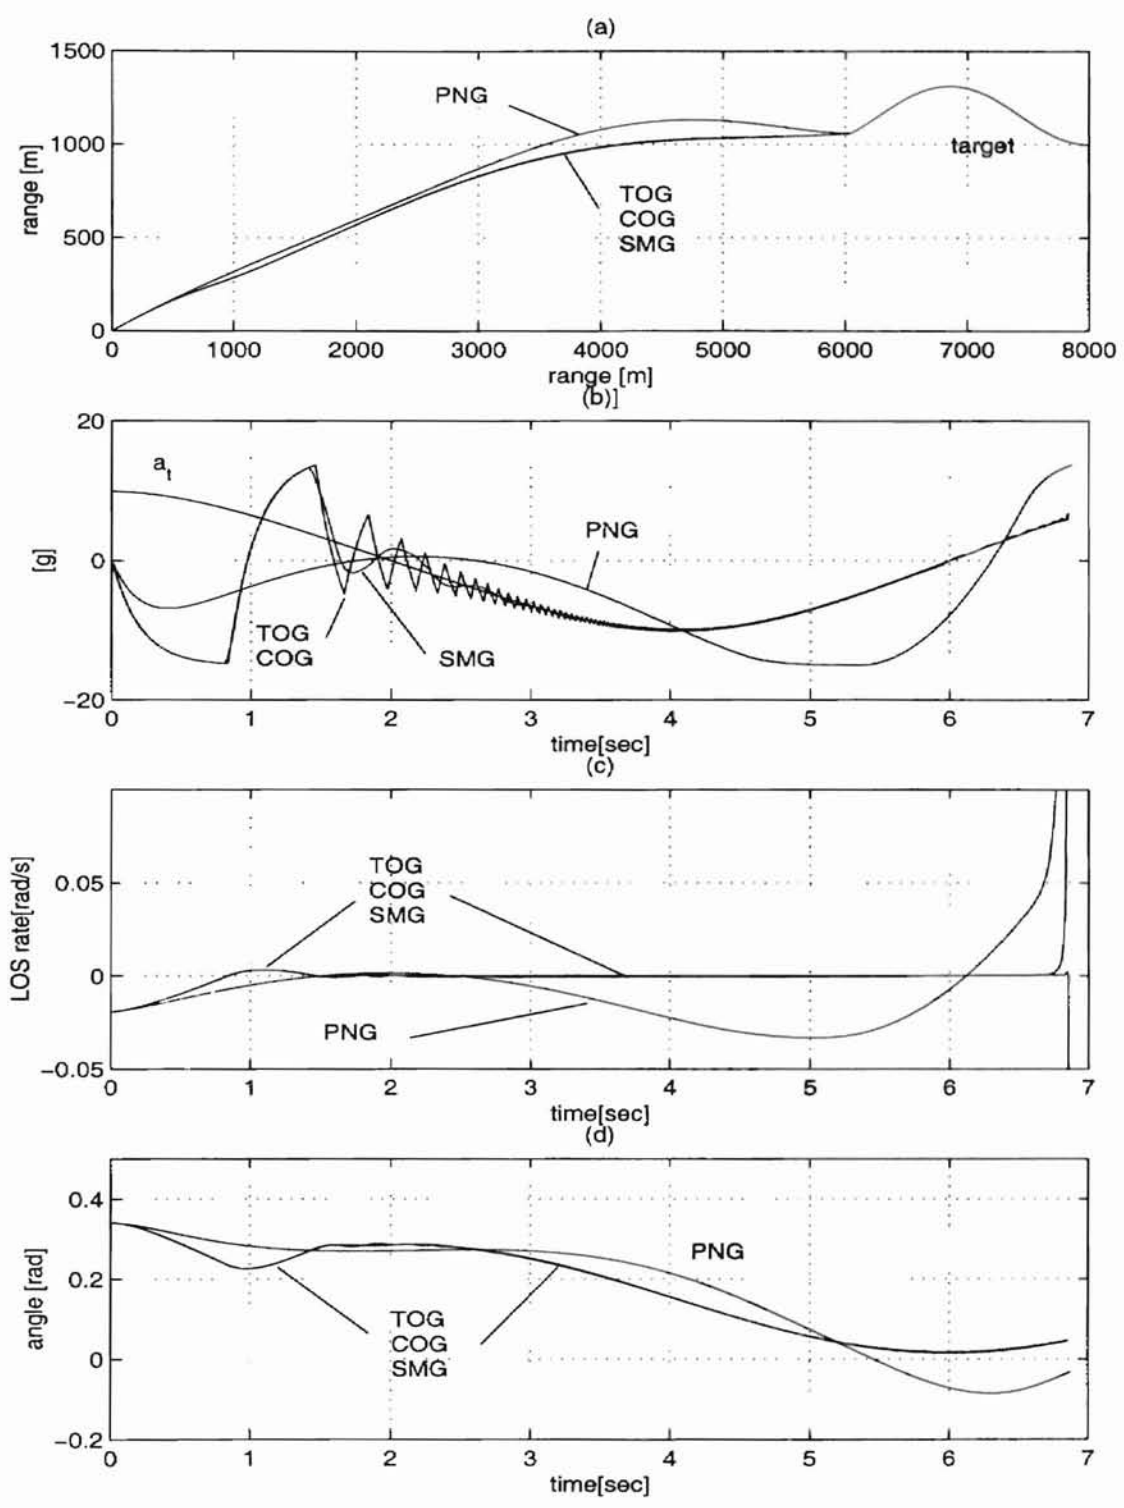 (a)
1500
PNG
1000
target
range [m]
TOG
COG
SMG
500
0
0 1000 2000 3000 4000 5000 6000 7000 8000
range [m]
(b)]
20
at
PNG
[g]
0
TOG
COG
SMG
−20
0 1 2 3 4 5 6 7
time[sec]
(c)
TOG
COG
SMG
0.05
LOS rate[rad/s]
0
PNG
−0.05
0 1 2 3 4 5 6 7
time[sec]
(d)
0.4
PNG
angle [rad]
0.2
TOG
COG
SMG
0
−0.2
0 1 2 3 4 5 6 7
time[sec]